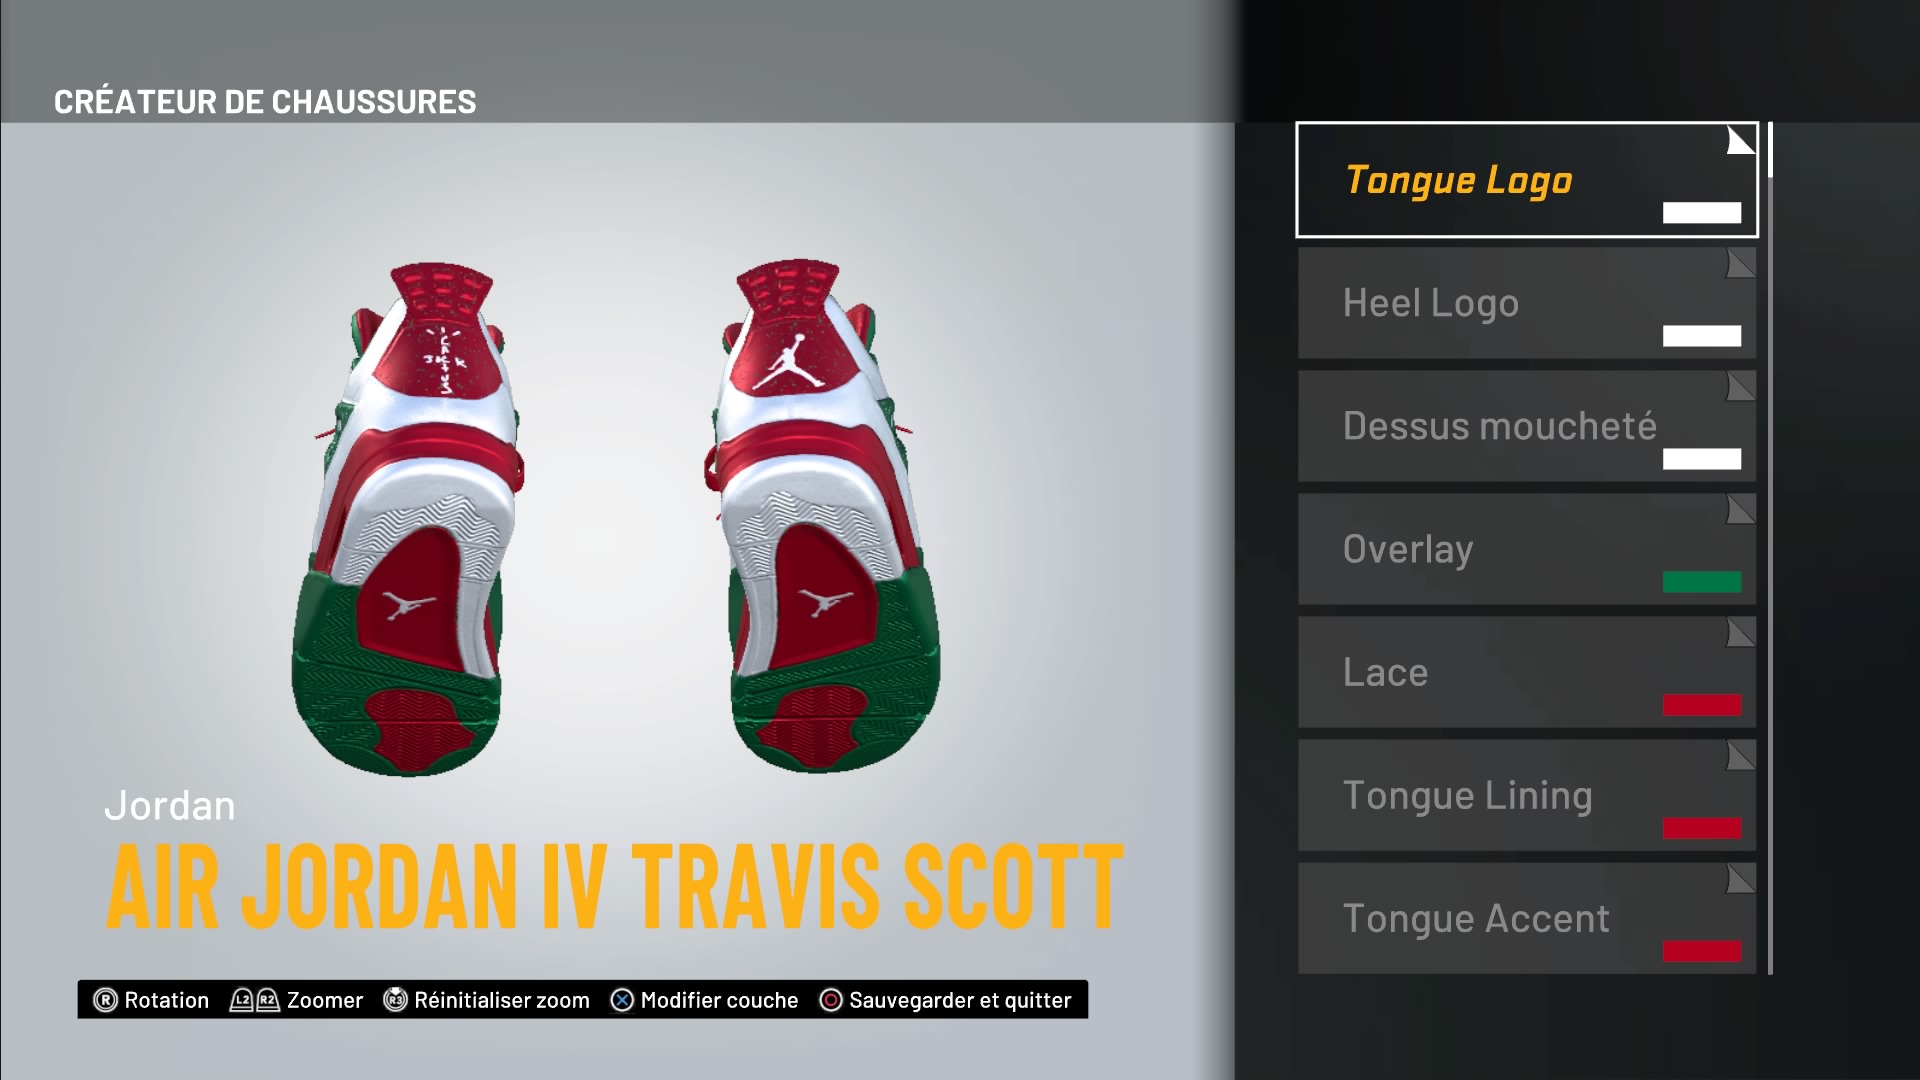 CRÉATEUR DE CHAUSSURES
Tongue Logo
Heel Logo
Dessus moucheté
Overlay
Lace
Tongue Lining
Tongue Accent
Jordan
AIR JORDAN IV TRAVIS SCOTT
R Rotation L2 R2 Zoomer R3 Réinitialiser zoom Modifier couche Sauvegarder et quitter